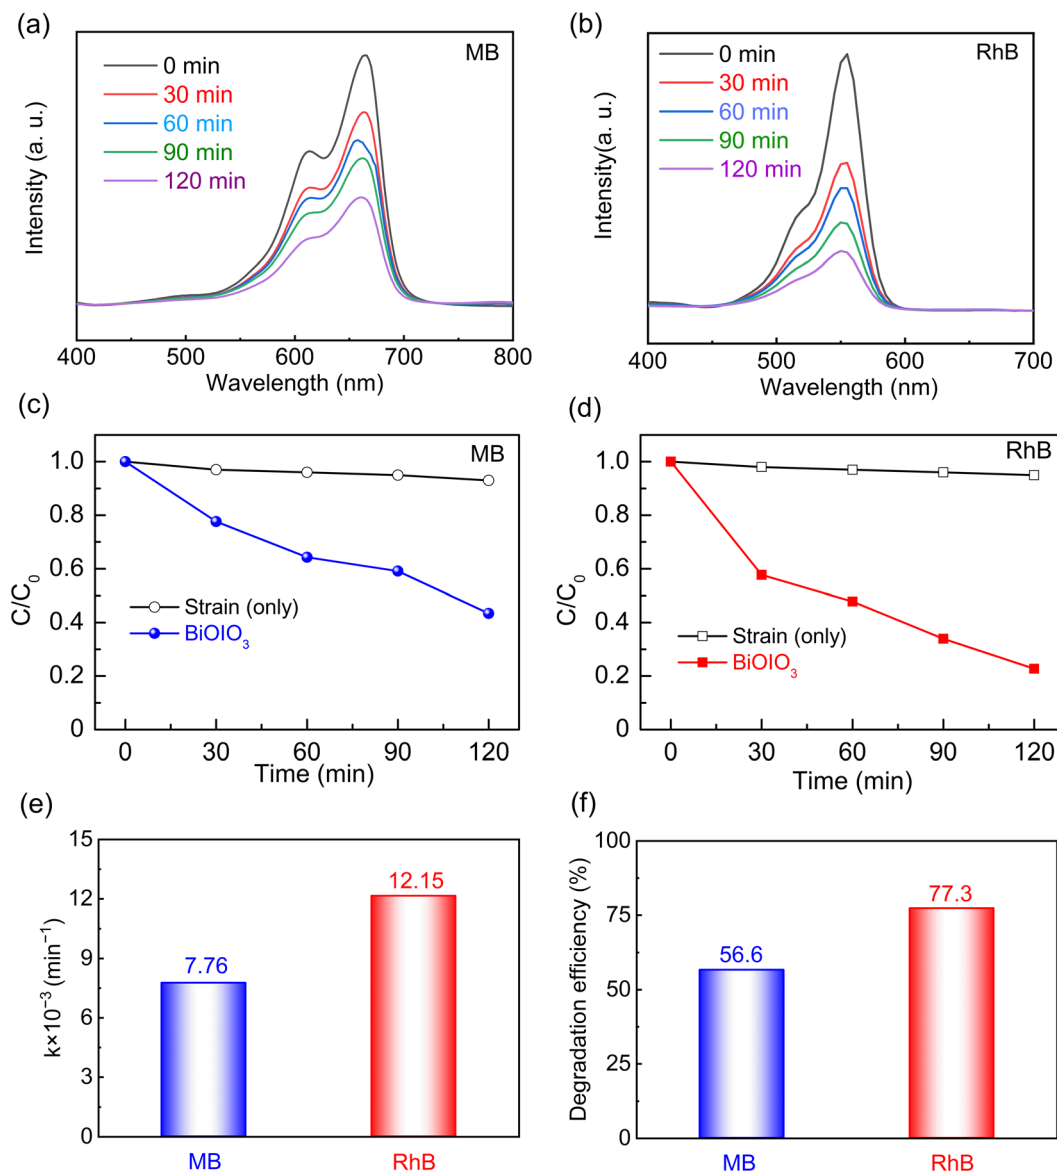 (a)
MB
0 min
30 min
60 min
90 min
120 min
Intensity (a. u.)
400 500 600 700 800
Wavelength (nm)
(b)
RhB
0 min
30 min
60 min
90 min
120 min
Intensity(a. u.)
400 500 600 700
Wavelength (nm)
(c)
MB
1.0
0.8
0.6
0.4
0.2
0
C/C₀
Strain (only)
BiOIO₃
0 30 60 90 120
Time (min)
(d)
RhB
1.0
0.8
0.6
0.4
0.2
0
C/C₀
Strain (only)
BiOIO₃
0 30 60 90 120
Time (min)
(e)
15
12
9
6
3
0
k×10⁻³ (min⁻¹)
7.76
12.15
MB RhB
(f)
100
75
50
25
0
Degradation efficiency (%)
56.6
77.3
MB RhB